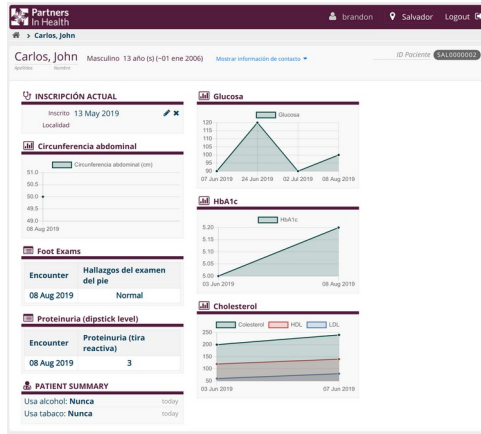 Partners
In Health
brandon Salvador Logout
Carlos, John
Carlos, John Masculino 13 año (s) (~01 ene 2006) Mostrar información de contacto
ID Paciente SAL0000002
Apellidos Nombre
INSCRIPCIÓN ACTUAL
Inscrito 13 May 2019
Localidad
Circunferencia abdominal
Circunferencia abdominal (cm)
51.0
50.5
50.0
49.5
49.0
08 Aug 2019
Foot Exams
Encounter Hallazgos del examen del pie
08 Aug 2019 Normal
Proteinuria (dipstick level)
Encounter Proteinuria (tira reactiva)
08 Aug 2019 3
PATIENT SUMMARY
Usa alcohol: Nunca today
Usa tabaco: Nunca today
Glucosa
Glucosa
120
115
110
105
100
95
90
07 Jun 2019 24 Jun 2019 02 Jul 2019 08 Aug 2019
HbA1c
HbA1c
5.20
5.15
5.10
5.05
5.00
03 Jun 2019 08 Aug 2019
Cholesterol
Colesterol HDL LDL
250
200
150
100
50
03 Jun 2019 07 Jun 2019